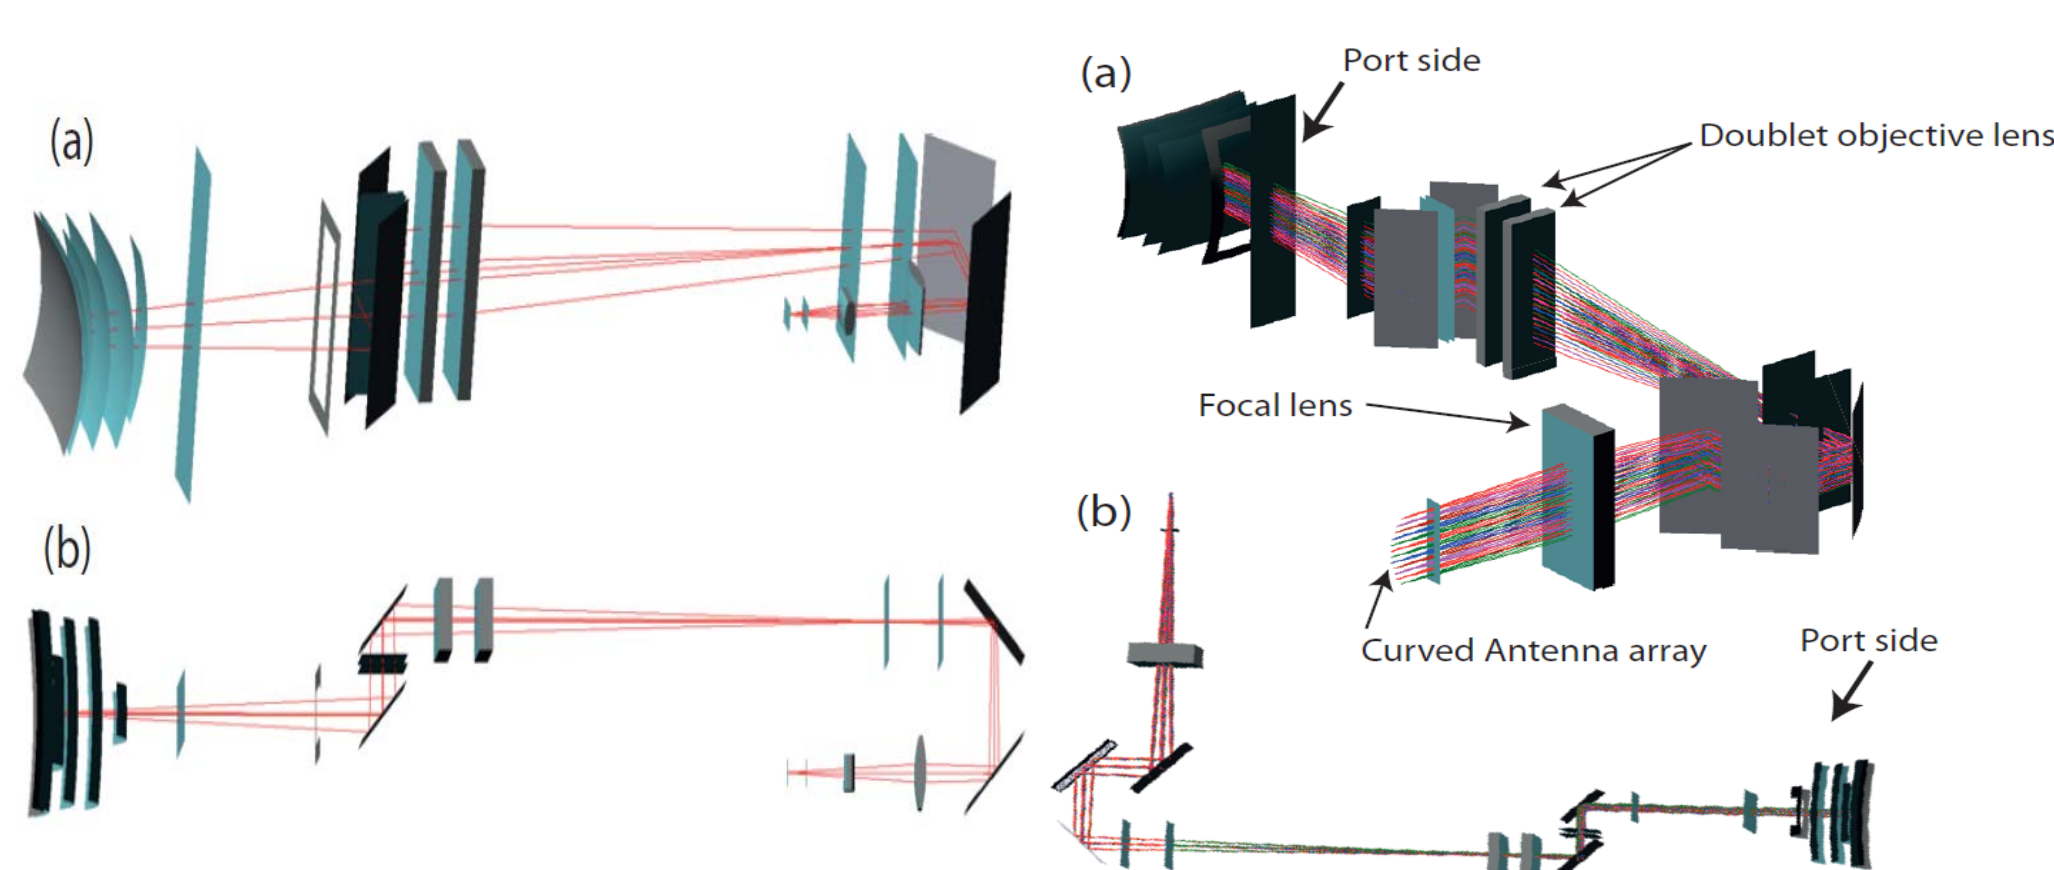 (a)
(b)
(a)
Port side
Doublet objective lens
Focal lens
Curved Antenna array
(b)
Port side